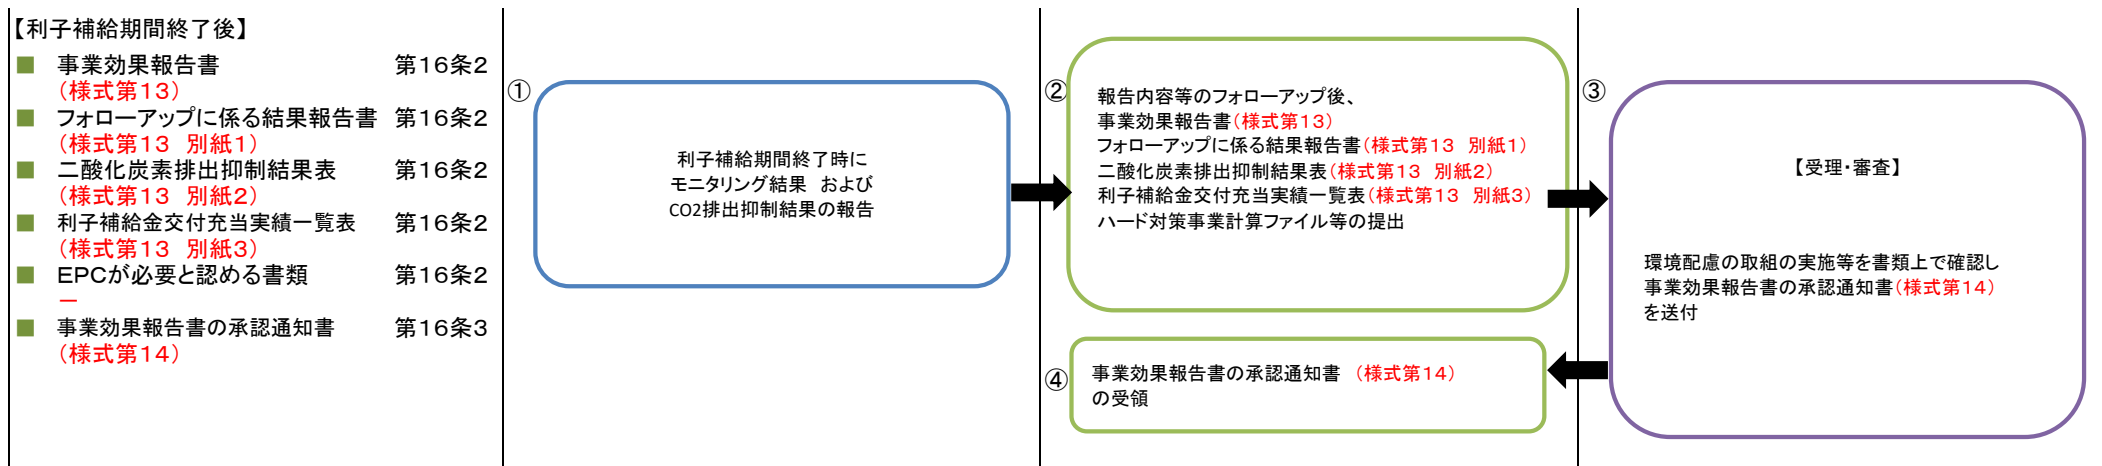 【利子補給期間終了後】
■ 事業効果報告書 第16条2
(様式第13)
■ フォローアップに係る結果報告書 第16条2
(様式第13 別紙1)
■ 二酸化炭素排出抑制結果表 第16条2
(様式第13 別紙2)
■ 利子補給金交付充当実績一覧表 第16条2
(様式第13 別紙3)
■ EPCが必要と認める書類 第16条2
－
■ 事業効果報告書の承認通知書 第16条3
(様式第14)
①
利子補給期間終了時に
モニタリング結果 および
CO2排出抑制結果の報告
②
報告内容等のフォローアップ後、
事業効果報告書(様式第13)
フォローアップに係る結果報告書(様式第13 別紙1)
二酸化炭素排出抑制結果表(様式第13 別紙2)
利子補給金交付充当実績一覧表(様式第13 別紙3)
ハード対策事業計算ファイル等の提出
③
【受理・審査】
環境配慮の取組の実施等を書類上で確認し
事業効果報告書の承認通知書(様式第14)
を送付
④
事業効果報告書の承認通知書 (様式第14)
の受領